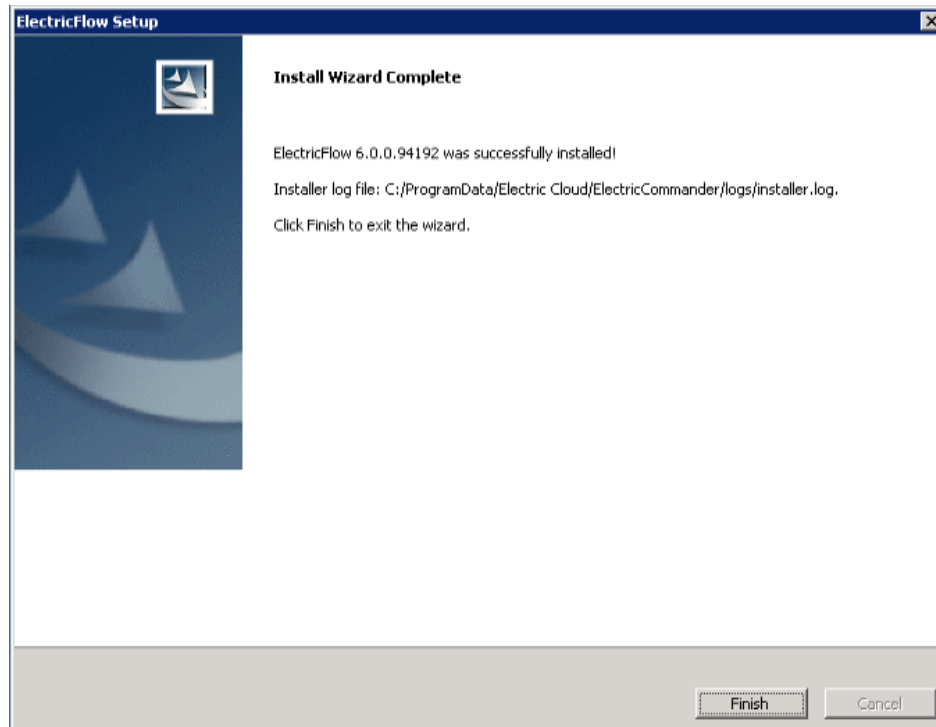 ElectricFlow Setup
Install Wizard Complete
ElectricFlow 6.0.0.94192 was successfully installed!
Installer log file: C:/ProgramData/Electric Cloud/ElectricCommander/logs/installer.log.
Click Finish to exit the wizard.
Finish
Cancel